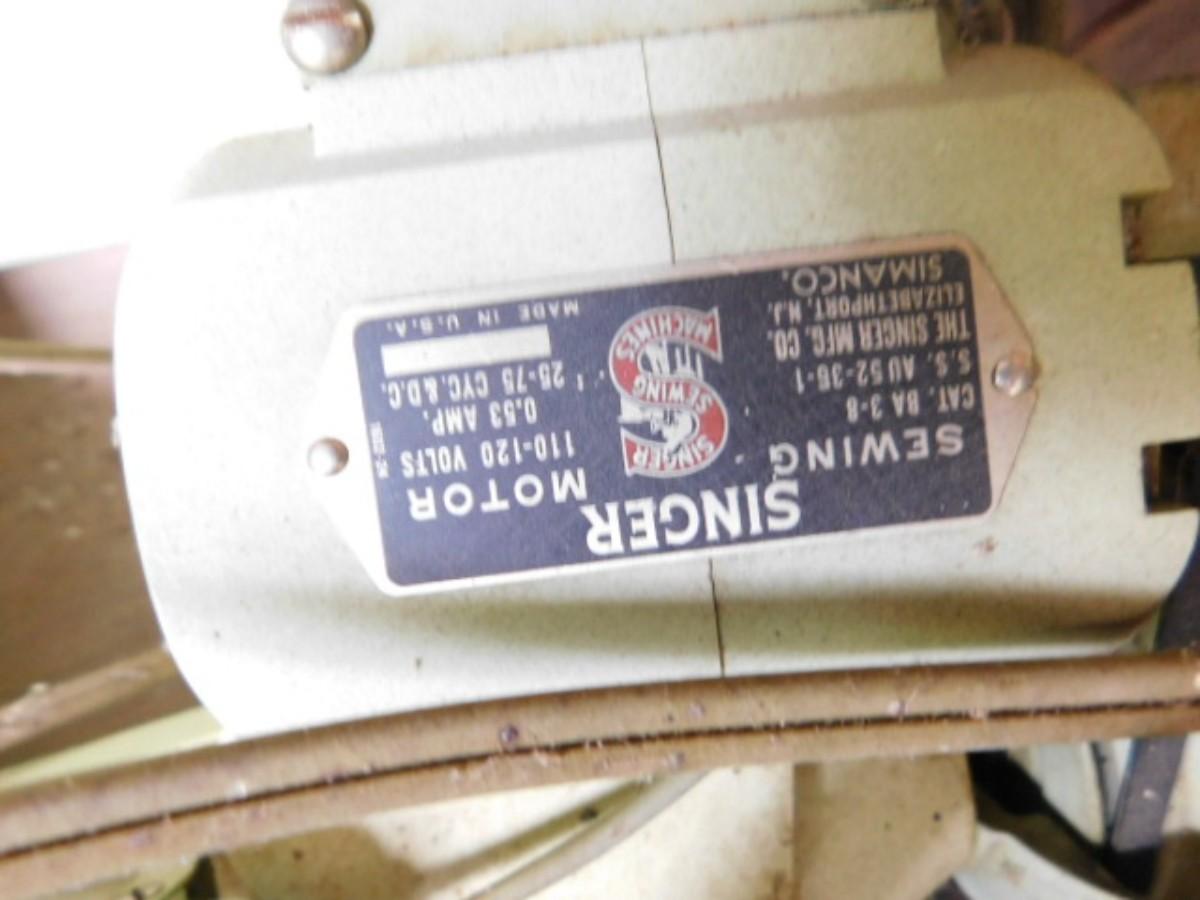 SINGER
SEWING MOTOR
CAT. BA 3-8
S.S. AU52-35-1
THE SINGER MFG. CO.
ELIZABETHPORT, N.J.
SIMANCO.
SINGER
SEWING
MACHINES
110-120 VOLTS
0.53 AMP.
25-75 CYC. & D.C.
MADE IN U.S.A.